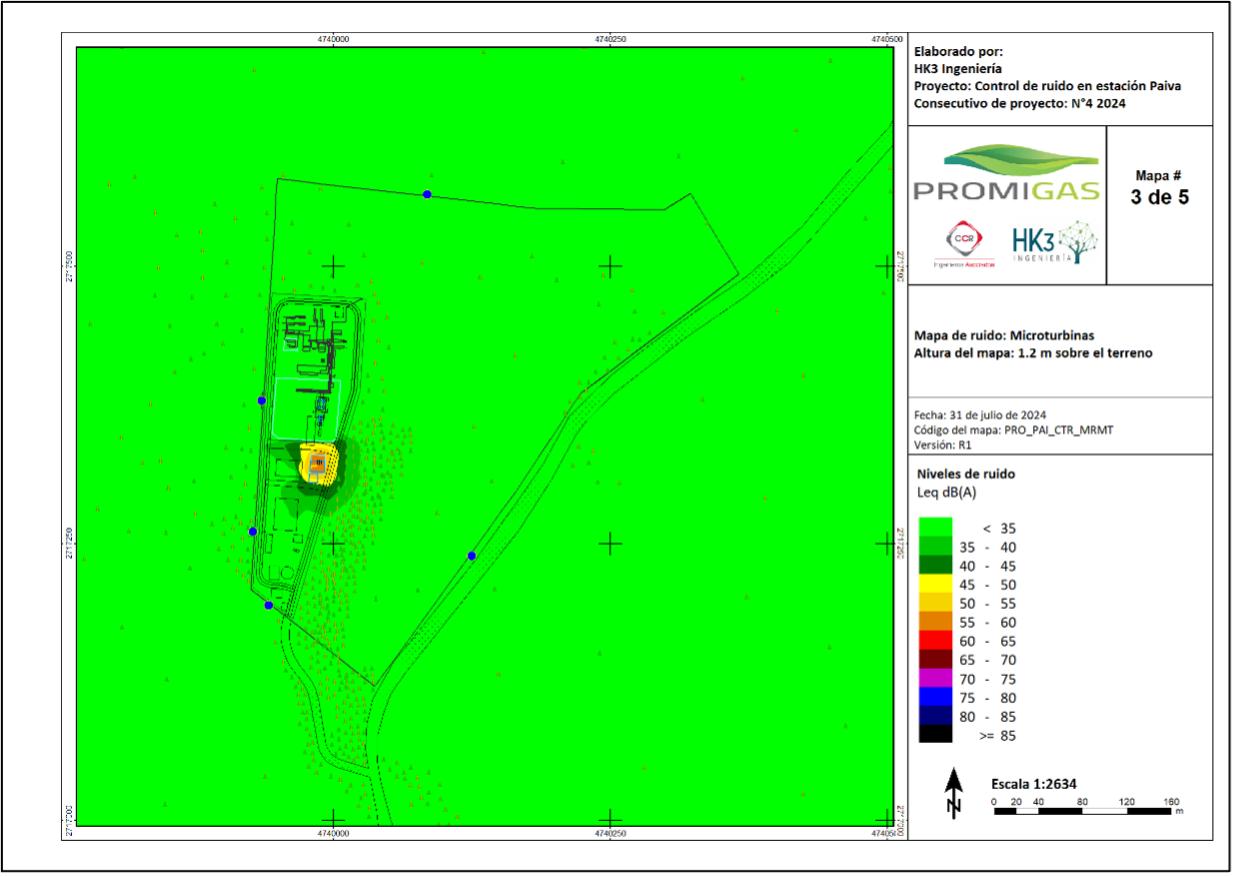 4740000
4740250
4740500
2717500
2717500
2717250
2717250
2717000
2717000
4740000
4740250
Elaborado por:
HK3 Ingeniería
Proyecto: Control de ruido en estación Paiva
Consecutivo de proyecto: N°4 2024
PROMIGAS
CCR
Ingenieros Asociados
HK3
INGENIERÍA
Mapa #
3 de 5
Mapa de ruido: Microturbinas
Altura del mapa: 1.2 m sobre el terreno
Fecha: 31 de julio de 2024
Código del mapa: PRO_PAI_CTR_MRMT
Versión: R1
Niveles de ruido
Leq dB(A)
< 35
35 - 40
40 - 45
45 - 50
50 - 55
55 - 60
60 - 65
65 - 70
70 - 75
75 - 80
80 - 85
>= 85
N
Escala 1:2634
0 20 40 80 120 160
m